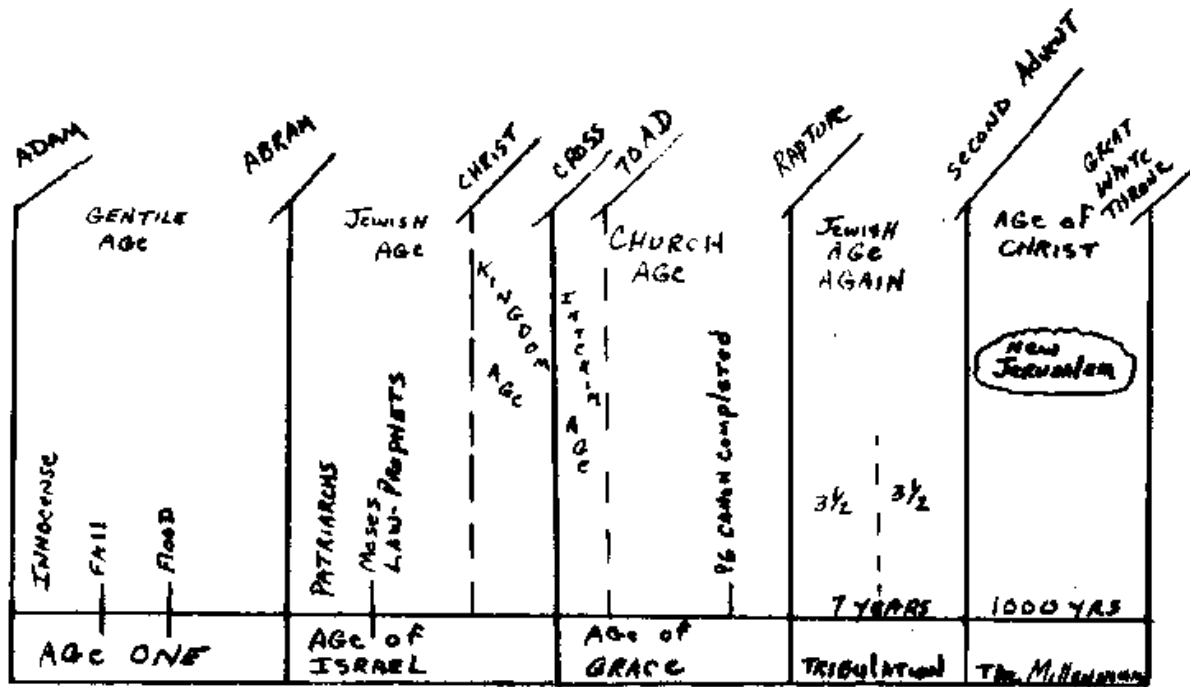 ADAM
ABRAM
CHRIST
CROSS
70 AD
RAPTURE
SECOND ADVENT
GREAT
WHITE
THRONE
GENTILE
AGE
JEWISH
AGE
KINGDOM
AGE
INTERIM
AGE
CHURCH
AGE
JEWISH
AGE
AGAIN
AGE of
CHRIST
NEW
JERUSALEM
INNOCENSE
FALL
FLOOD
PATRIARCHS
MOSES
LAW-PROPHETS
96 CANON COMPLETED
3½
3½
7 YEARS
1000 YRS
AGE ONE
AGE of
ISRAEL
AGE of
GRACE
TRIBULATION
The Millennium